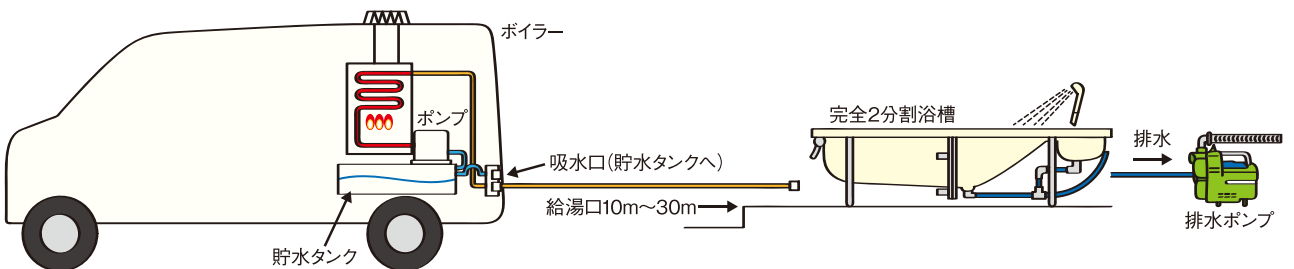 ボイラー
ポンプ
完全2分割浴槽
排水
吸水口(貯水タンクへ)
給湯口10m〜30m
排水ポンプ
貯水タンク